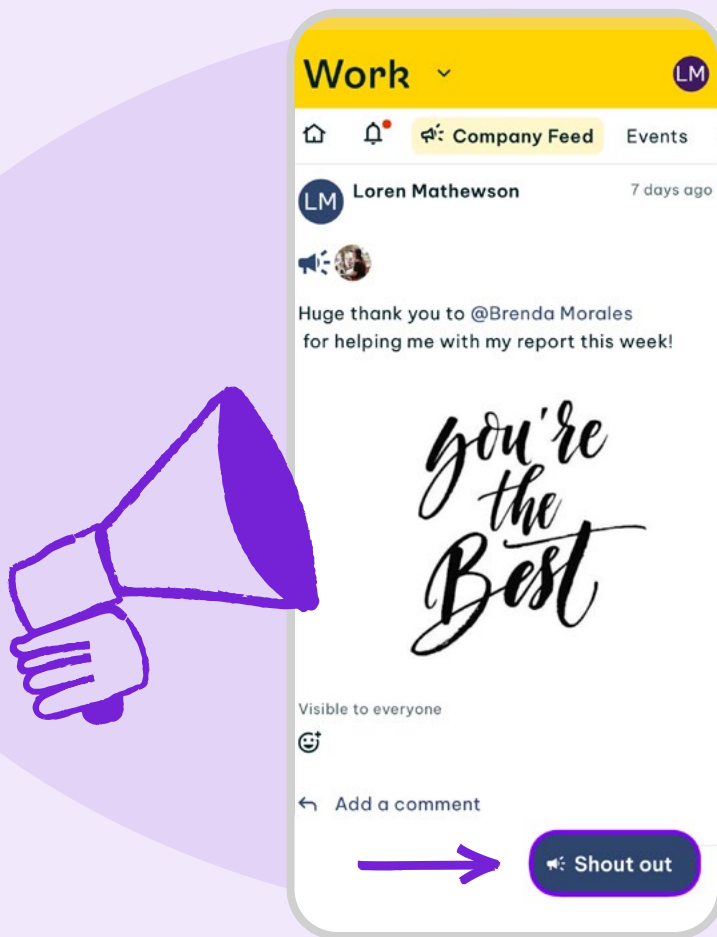 Work
LM
Company Feed
Events
LM
Loren Mathewson
7 days ago
Huge thank you to @Brenda Morales
for helping me with my report this week!
you're
the
Best
Visible to everyone
Add a comment
Shout out